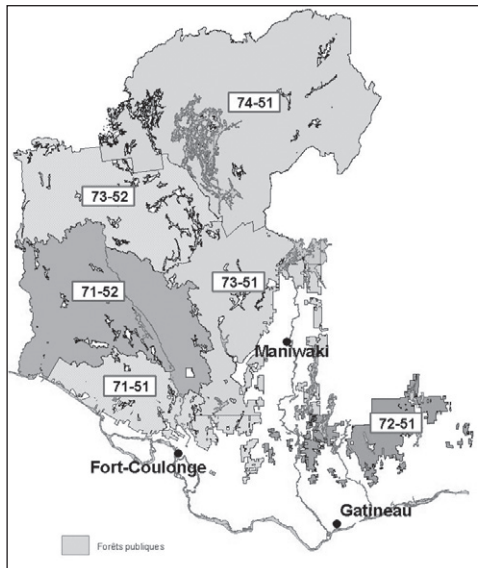 74-51
73-52
73-51
71-52
Maniwaki
71-51
72-51
Fort-Coulonge
Gatineau
Forêts publiques